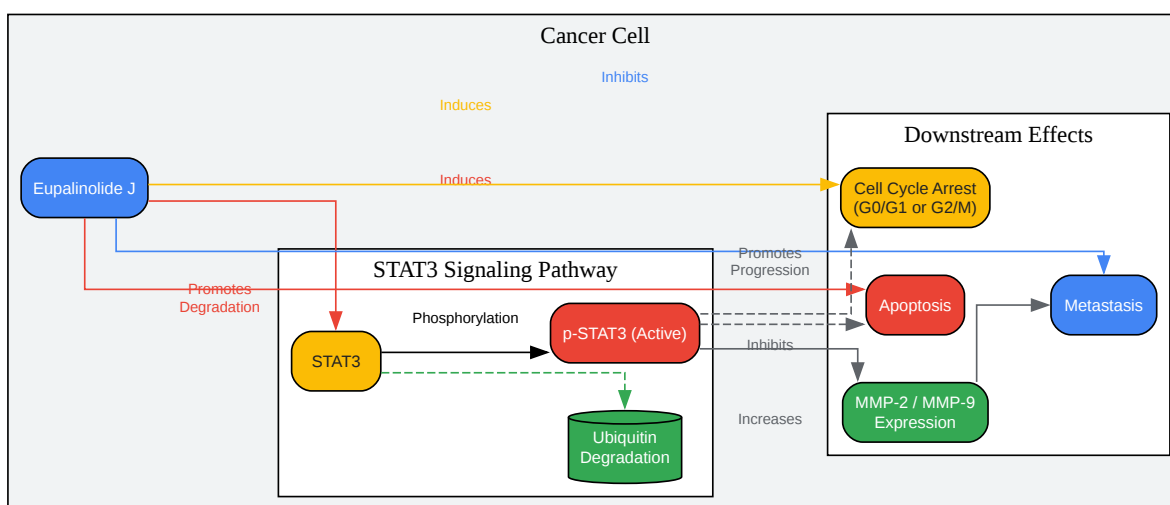 Cancer Cell
Inhibits
Induces
Downstream Effects
Eupalinolide J
Induces
Cell Cycle Arrest
(G0/G1 or G2/M)
STAT3 Signaling Pathway
Promotes
Progression
Promotes
Degradation
Phosphorylation
p-STAT3 (Active)
Apoptosis
Metastasis
STAT3
Inhibits
MMP-2 / MMP-9
Expression
Increases
Ubiquitin
Degradation